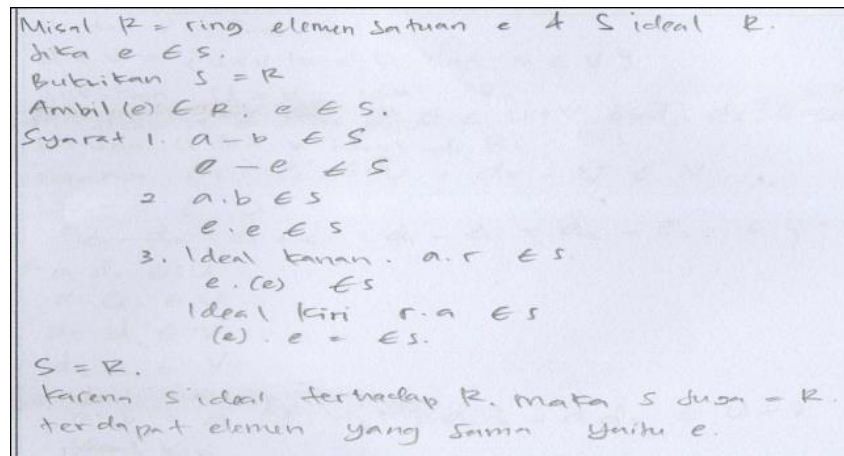 Misal R = ring elemen satuan e & S ideal R.
Jika e ∈ S.
Buktikan S = R
Ambil (e) ∈ R. e ∈ S.
Syarat 1. a - b ∈ S
e - e ∈ S
2 a.b ∈ S
e.e ∈ S
3. Ideal kanan. a.r ∈ S
e.(e) ∈ S
Ideal kiri r.a ∈ S
(e).e = ∈ S.
S = R.
Karena S ideal terhadap R. maka S juga = R.
terdapat elemen yang sama yaitu e.